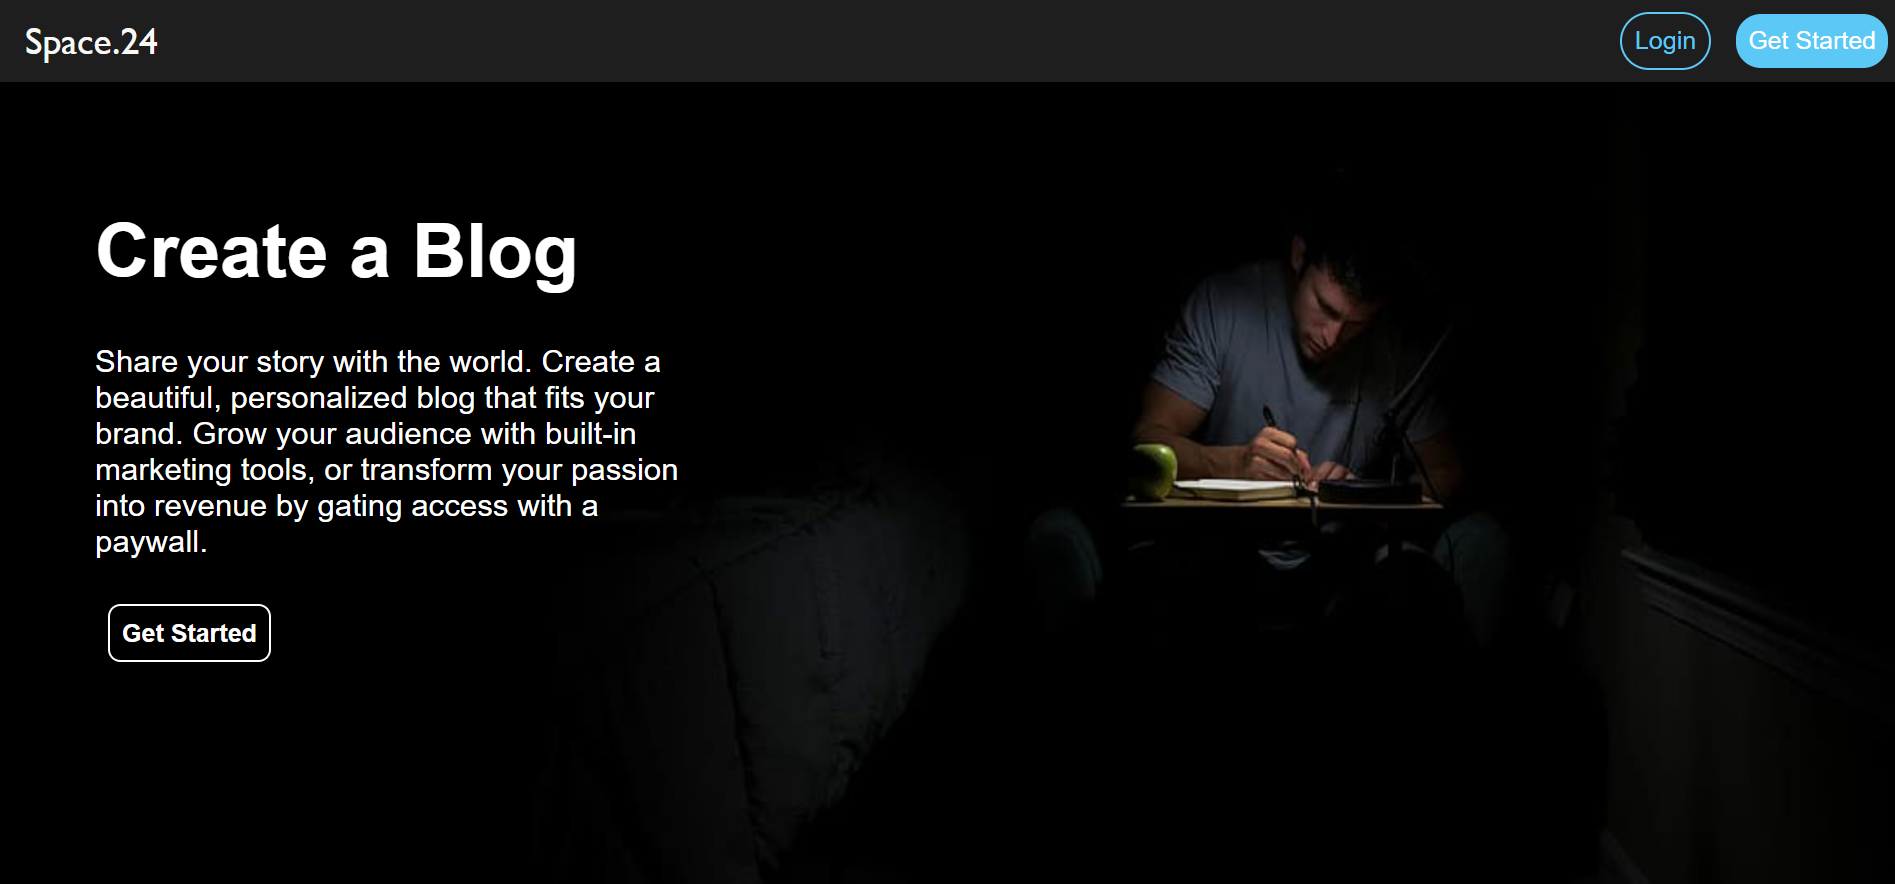 Space.24
Login
Get Started
Create a Blog
Share your story with the world. Create a
beautiful, personalized blog that fits your
brand. Grow your audience with built-in
marketing tools, or transform your passion
into revenue by gating access with a
paywall.
Get Started